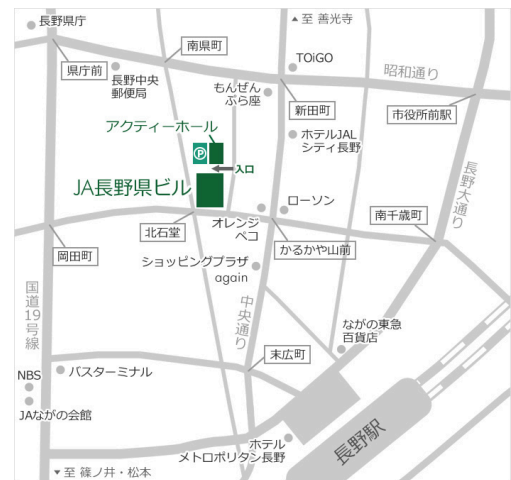 長野県庁
▲至 善光寺
南県町
TOiGO
昭和通り
県庁前
長野中央
郵便局
もんぜん
ぷら座
新田町
市役所前駅
アクティーホール
ホテルJAL
シティ長野
P
入口
長野大通り
JA長野県ビル
ローソン
南千歳町
北石堂
オレンジ
ペコ
かるかや山前
岡田町
ショッピングプラザ
again
国道19号線
中央通り
ながの東急
百貨店
末広町
NBS
バスターミナル
JAながの会館
ホテル
メトロポリタン長野
長野駅
▼至 篠ノ井・松本